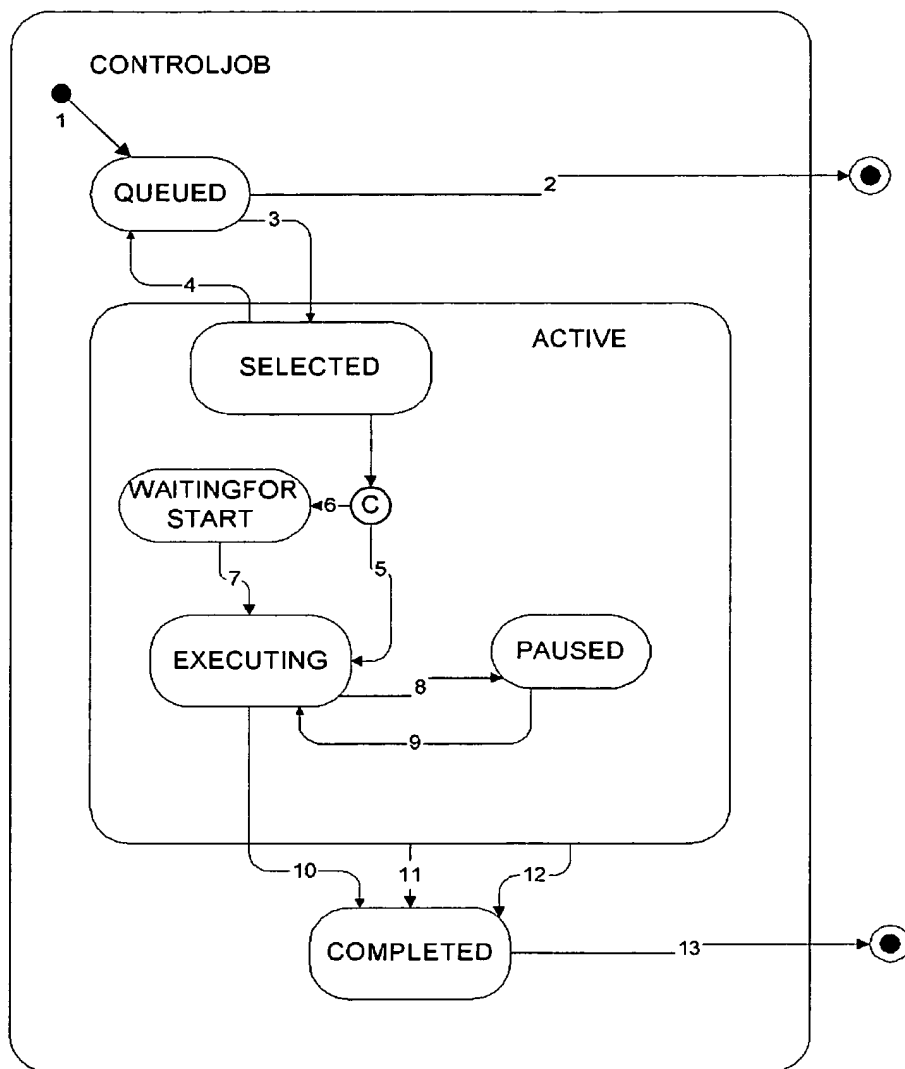 CONTROLJOB
1
QUEUED
2
3
4
SELECTED
ACTIVE
WAITINGFOR
START
6
C
7
5
EXECUTING
PAUSED
8
9
10
11
12
COMPLETED
13